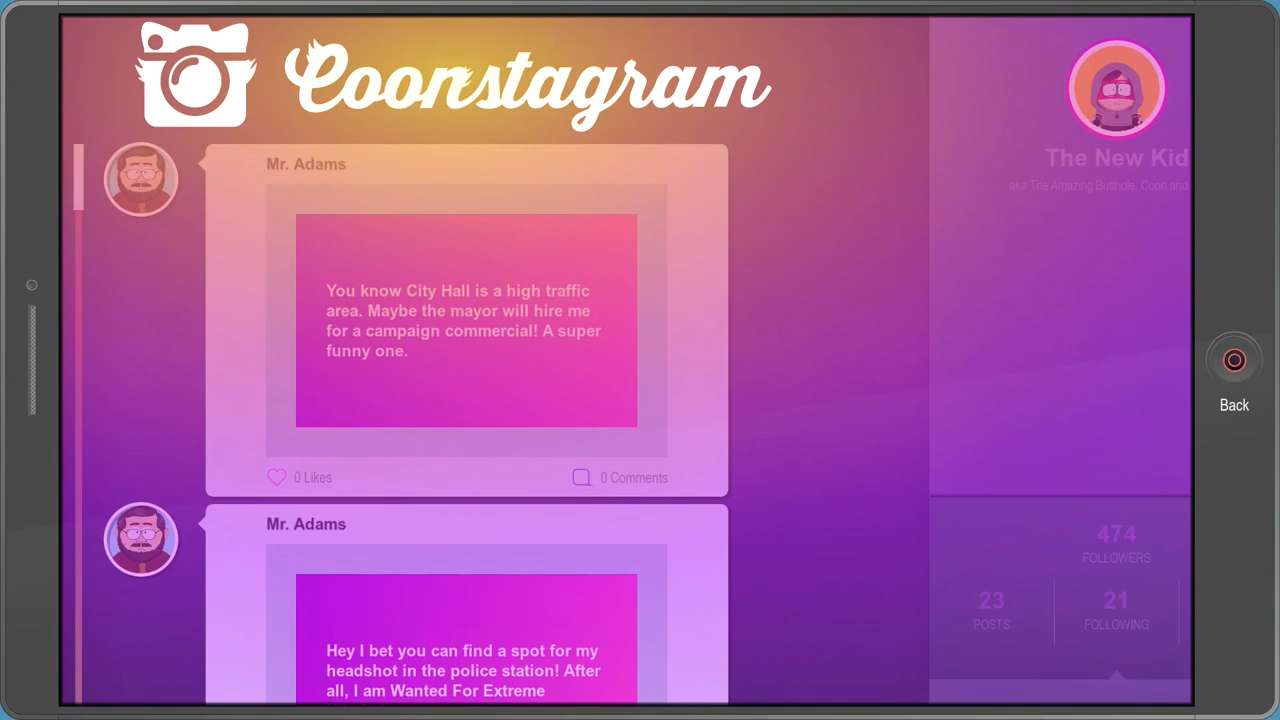 Coonstagram
The New Kid
aka The Amazing Butthole. Coon and
Mr. Adams
You know City Hall is a high traffic
area. Maybe the mayor will hire me
for a campaign commercial! A super
funny one.
0 Likes
0 Comments
Mr. Adams
Hey I bet you can find a spot for my
headshot in the police station! After
all, I am Wanted For Extreme
474
FOLLOWERS
23
POSTS
21
FOLLOWING
Back